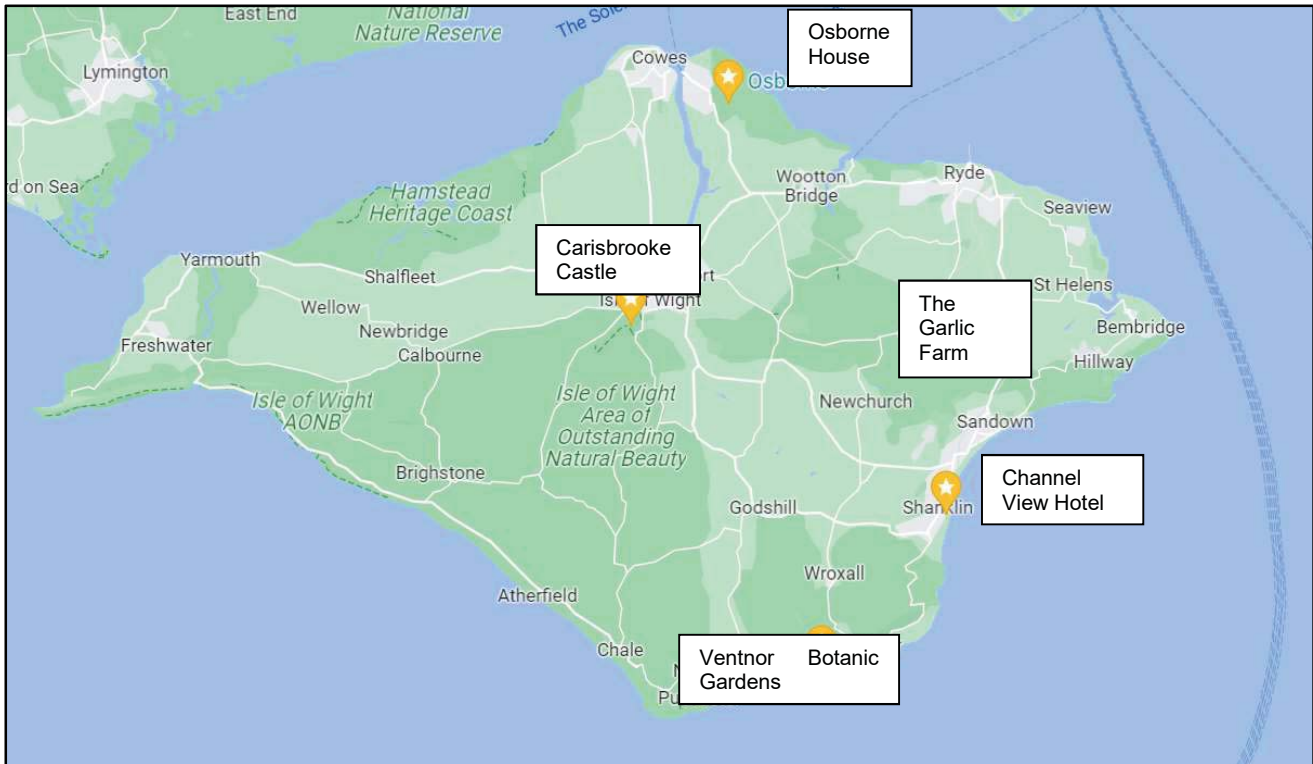 East End
National
Nature Reserve
The Sole
Osborne
House
Lymington
Cowes
rd on Sea
Hamstead
Heritage Coast
Wootton
Bridge
Ryde
Seaview
Carisbrooke
Castle
Yarmouth
Shalfleet
Wellow
Newbridge
Calbourne
Freshwater
The
Garlic
Farm
St Helens
Bembridge
Hillway
Isle of Wight
AONB
Isle of Wight
Area of
Outstanding
Natural Beauty
Newchurch
Sandown
Brighstone
Godshill
Shanklin
Channel
View Hotel
Wroxall
Atherfield
Chale
Ventnor Botanic
Gardens